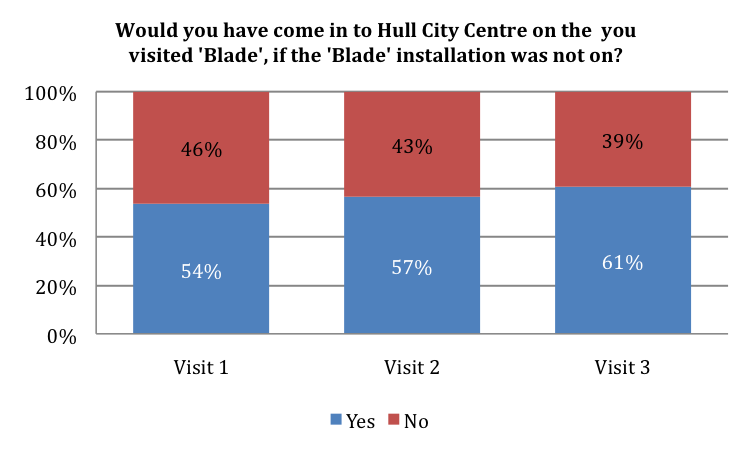 Would you have come in to Hull City Centre on the  you
visited 'Blade', if the 'Blade' installation was not on?
100%
80%
60%
40%
20%
0%
46%
43%
39%
54%
57%
61%
Visit 1
Visit 2
Visit 3
Yes
No